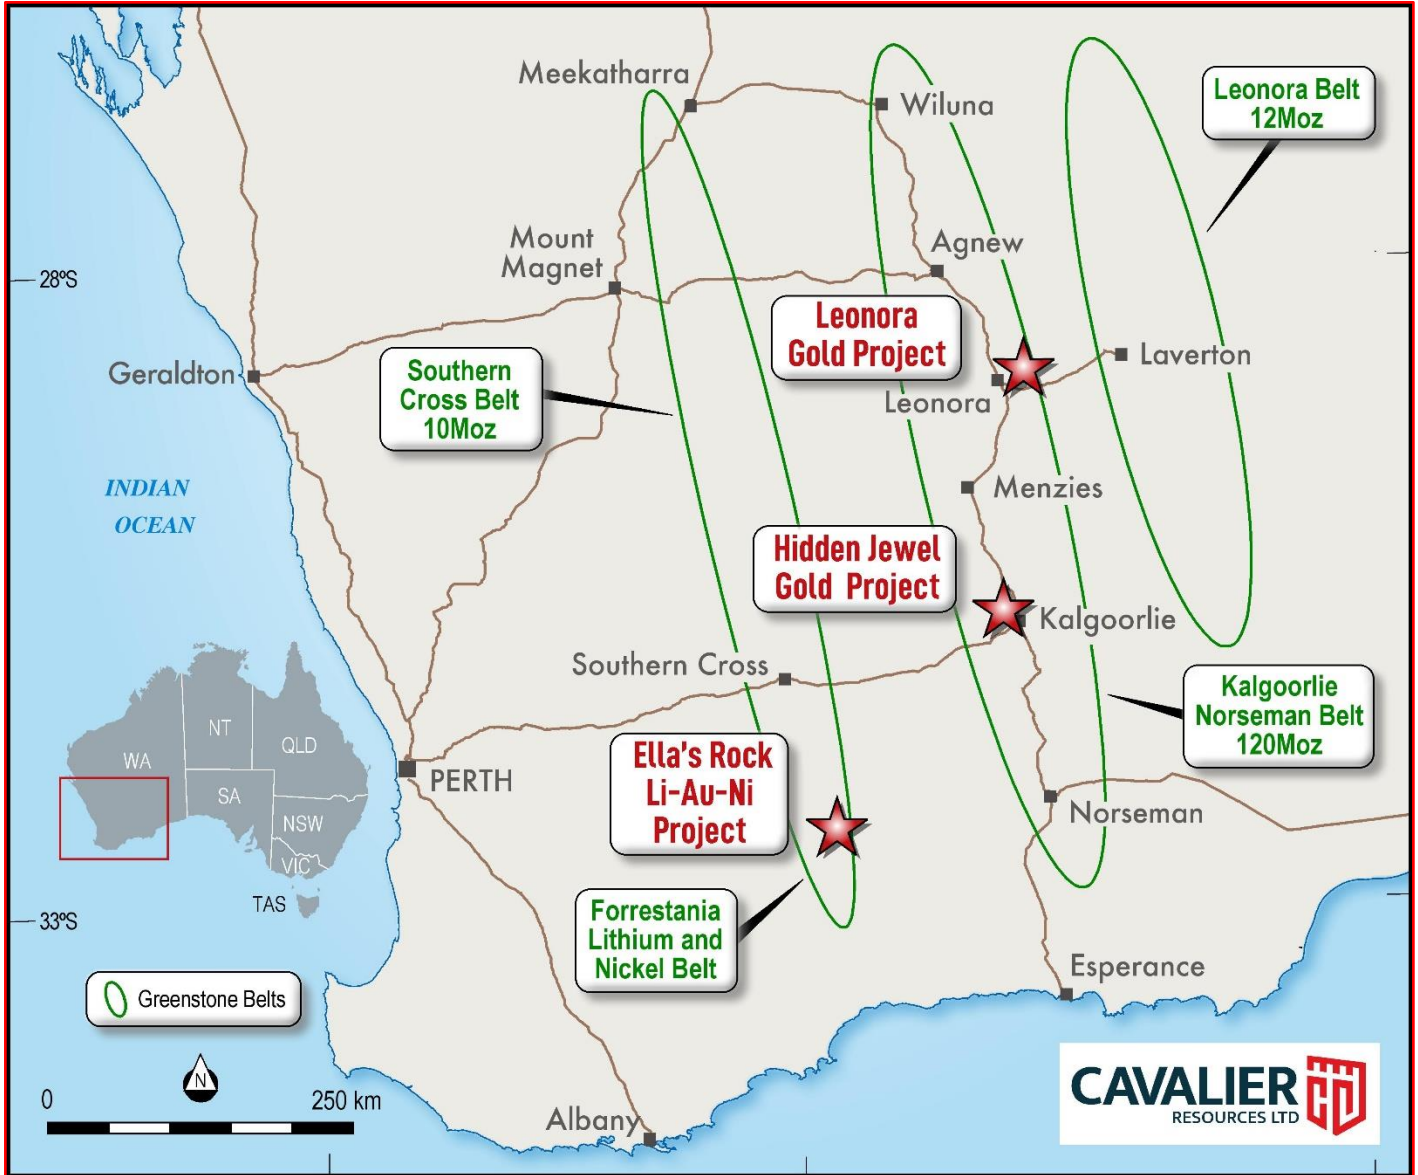 Meekatharra
Wiluna
Leonora Belt
12Moz
Mount
Magnet
Agnew
28ºS
Leonora
Gold Project
Laverton
Geraldton
Southern
Cross Belt
10Moz
Leonora
INDIAN
OCEAN
Menzies
Hidden Jewel
Gold Project
Kalgoorlie
Southern Cross
Kalgoorlie
Norseman Belt
120Moz
WA
NT
QLD
SA
NSW
VIC
TAS
PERTH
Ella's Rock
Li-Au-Ni
Project
Norseman
33ºS
Forrestania
Lithium and
Nickel Belt
Esperance
Greenstone Belts
N
0
250 km
Albany
CAVALIER
RESOURCES LTD